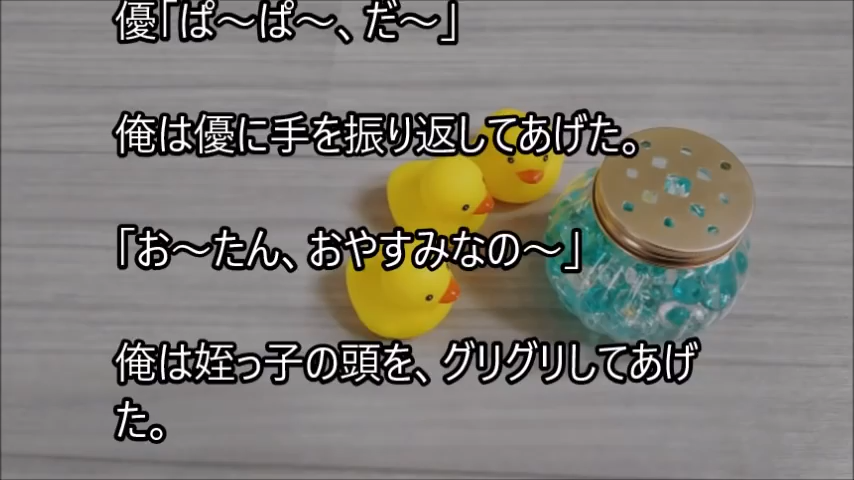 優「ぱ〜ぱ〜、だ〜」
俺は優に手を振り返してあげた。
「お〜たん、おやすみなの〜」
俺は姪っ子の頭を、グリグリしてあげ
た。